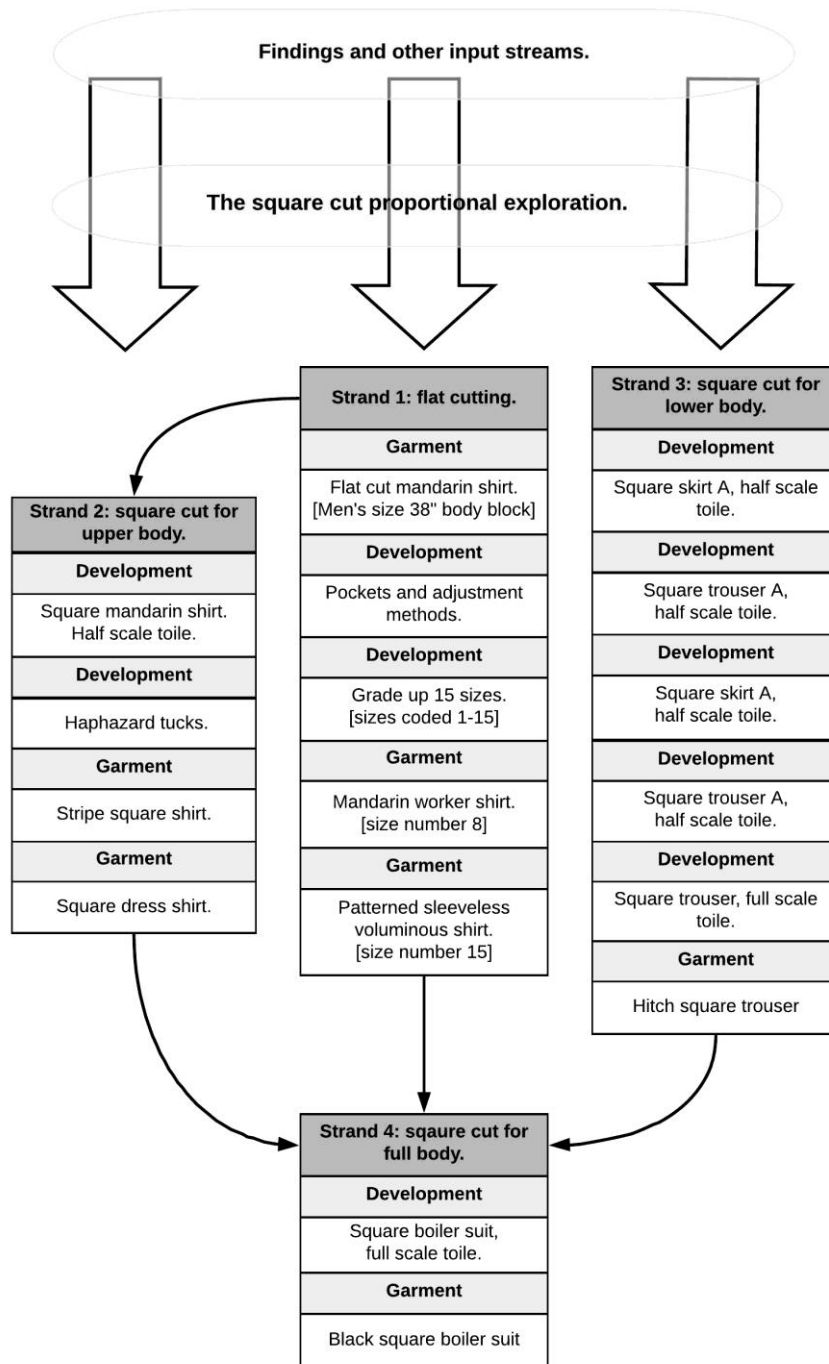 Findings and other input streams.
The square cut proportional exploration.
Strand 1: flat cutting.
Garment
Flat cut mandarin shirt.
[Men's size 38" body block]
Development
Pockets and adjustment
methods.
Development
Grade up 15 sizes.
[sizes coded 1-15]
Garment
Mandarin worker shirt.
[size number 8]
Garment
Patterned sleeveless
voluminous shirt.
[size number 15]
Strand 2: square cut for
upper body.
Development
Square mandarin shirt.
Half scale toile.
Development
Haphazard tucks.
Garment
Stripe square shirt.
Garment
Square dress shirt.
Strand 3: square cut for
lower body.
Development
Square skirt A, half scale
toile.
Development
Square trouser A,
half scale toile.
Development
Square skirt A,
half scale toile.
Development
Square trouser A,
half scale toile.
Development
Square trouser, full scale
toile.
Garment
Hitch square trouser
Strand 4: sqaure cut for
full body.
Development
Square boiler suit,
full scale toile.
Garment
Black square boiler suit